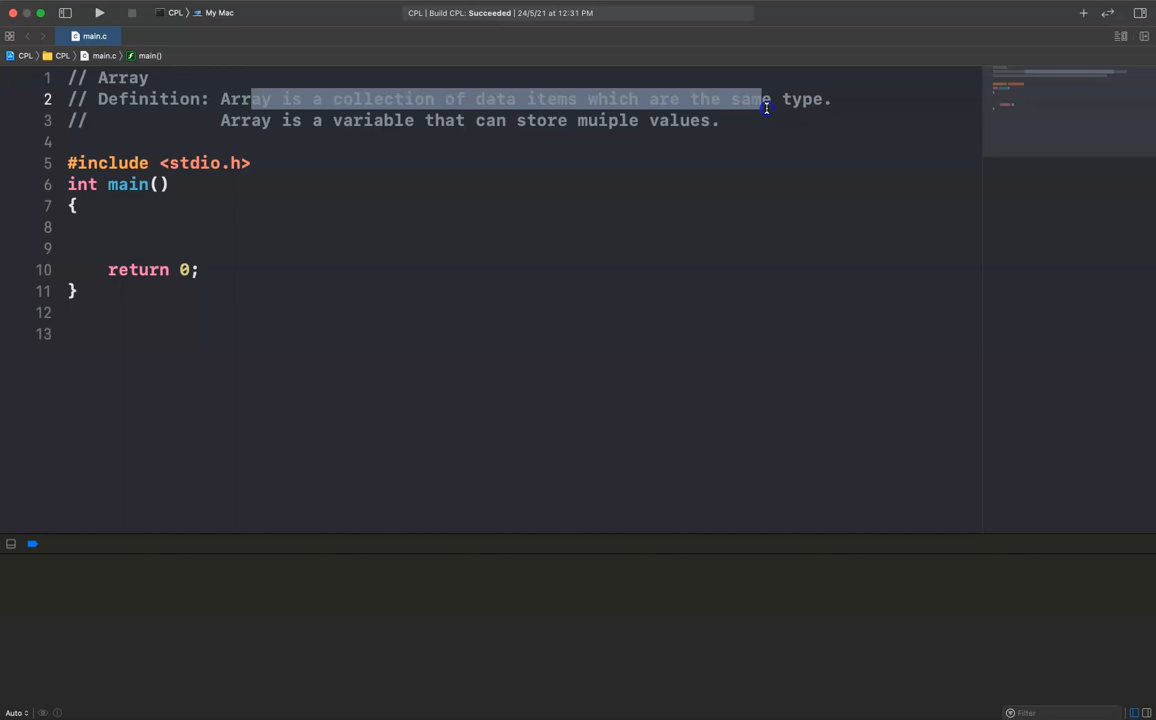 CPL 〉 My Mac
CPL | Build CPL: Succeeded | 24/5/21 at 12:31 PM
main.c
CPL 〉 CPL 〉 main.c 〉 main()
1 // Array
2 // Definition: Array is a collection of data items which are the same type.
3 // Array is a variable that can store muiple values.
4
5 #include <stdio.h>
6 int main()
7 {
8
9
10 return 0;
11 }
12
13
Auto
Filter